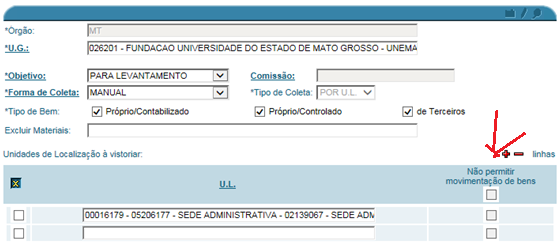 *Órgão: MT
*U.G.: 026201 - FUNDACAO UNIVERSIDADE DO ESTADO DE MATO GROSSO - UNEMA
*Objetivo: PARA LEVANTAMENTO Comissão:
*Forma de Coleta: MANUAL *Tipo de Coleta: POR U.L.
*Tipo de Bem: Próprio/Contabilizado Próprio/Controlado de Terceiros
Excluir Materiais:
Unidades de Localização à vistoriar: linhas
U.L. Não permitir
movimentação de bens
00016179 - 05206177 - SEDE ADMINISTRATIVA - 02139067 - SEDE ADM